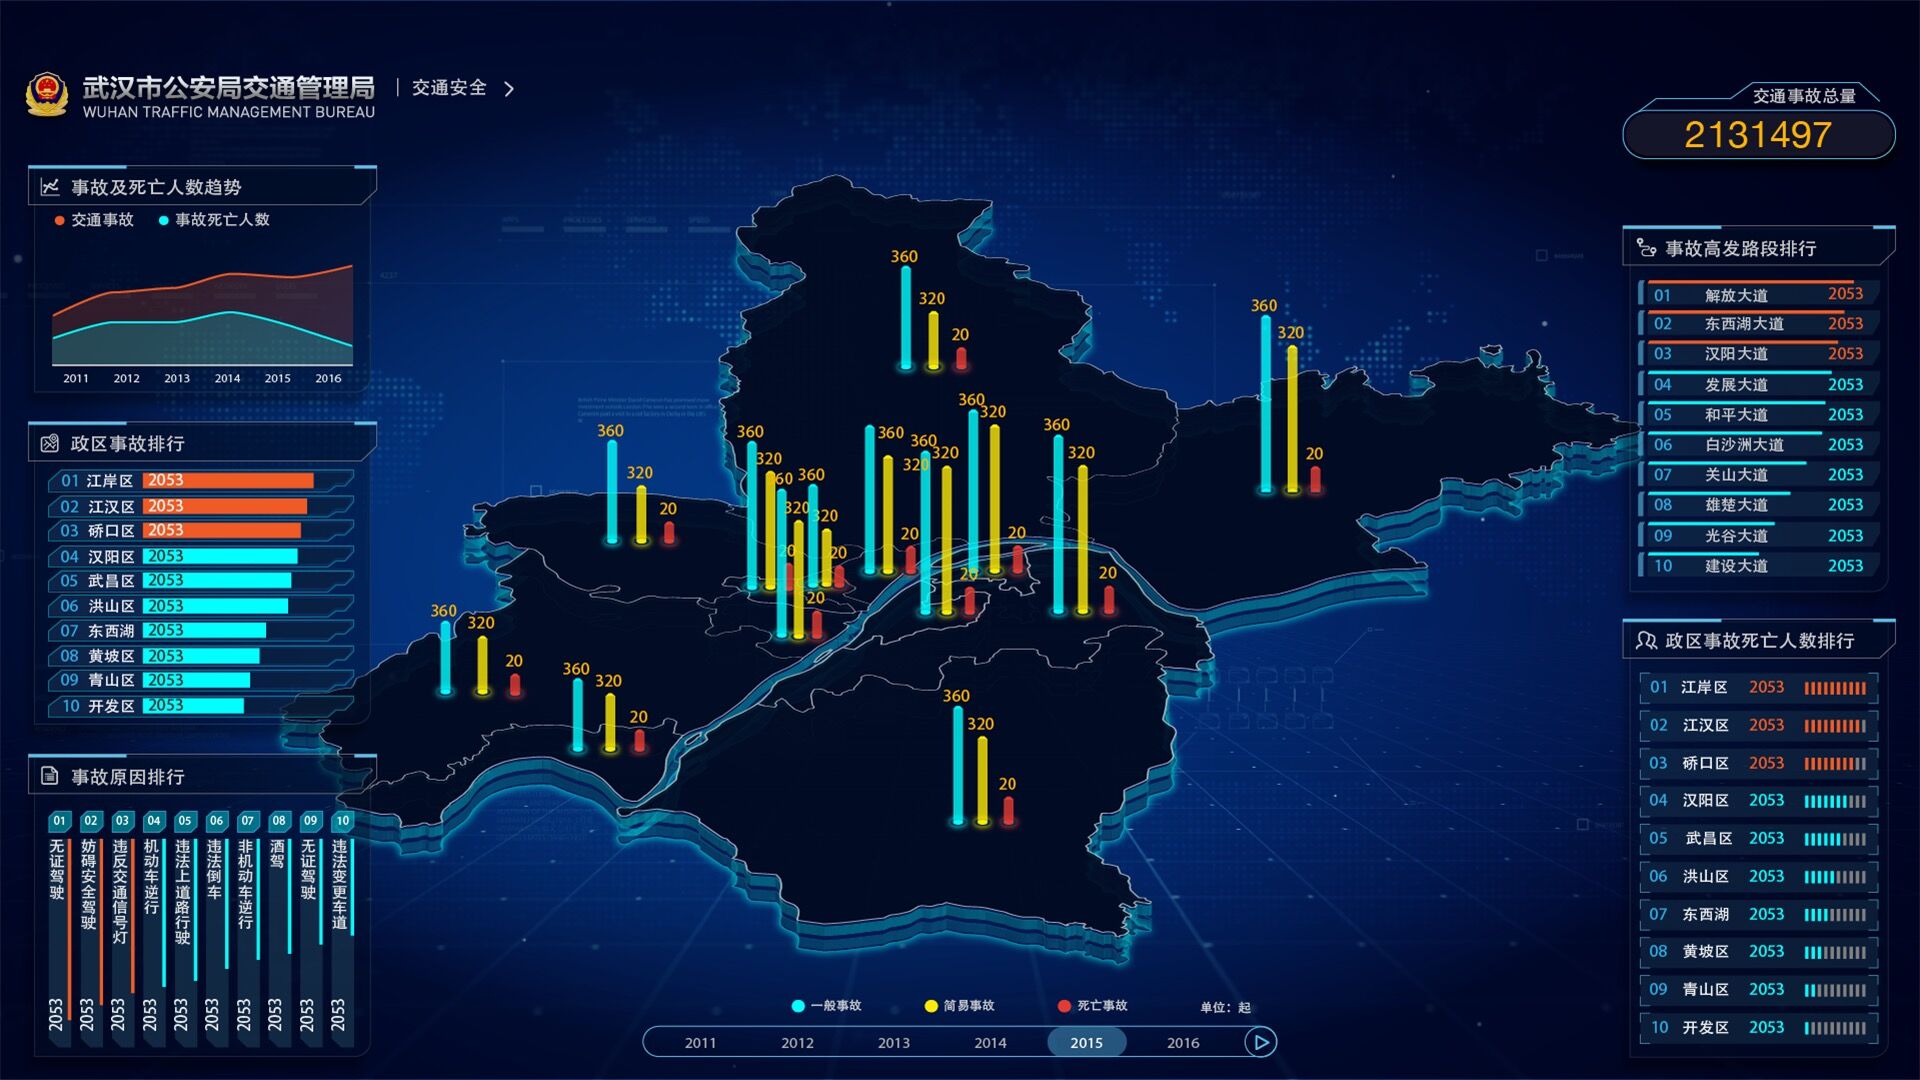 武汉市公安局交通管理局
WUHAN TRAFFIC MANAGEMENT BUREAU
交通安全
交通事故总量
2131497
事故及死亡人数趋势
交通事故
事故死亡人数
2011 2012 2013 2014 2015 2016
政区事故排行
01 江岸区 2053
02 江汉区 2053
03 硚口区 2053
04 汉阳区 2053
05 武昌区 2053
06 洪山区 2053
07 东西湖 2053
08 黄坡区 2053
09 青山区 2053
10 开发区 2053
事故原因排行
01 无证驾驶 2053
02 妨碍安全驾驶 2053
03 违反交通信号灯 2053
04 机动车逆行 2053
05 违法上道路行驶 2053
06 违法倒车 2053
07 非机动车逆行 2053
08 酒驾 2053
09 无证驾驶 2053
10 违法变更车道 2053
360 320 20
360 320 20
360 320 20
360 320 20
360 320 20
360 320 20
360 320 20
360 320 20
360 320 20
360 320 20
360 320 20
360 320 20
60 320 20
一般事故
简易事故
死亡事故
单位：起
2011 2012 2013 2014 2015 2016
事故高发路段排行
01 解放大道 2053
02 东西湖大道 2053
03 汉阳大道 2053
04 发展大道 2053
05 和平大道 2053
06 白沙洲大道 2053
07 关山大道 2053
08 雄楚大道 2053
09 光谷大道 2053
10 建设大道 2053
政区事故死亡人数排行
01 江岸区 2053
02 江汉区 2053
03 硚口区 2053
04 汉阳区 2053
05 武昌区 2053
06 洪山区 2053
07 东西湖 2053
08 黄坡区 2053
09 青山区 2053
10 开发区 2053